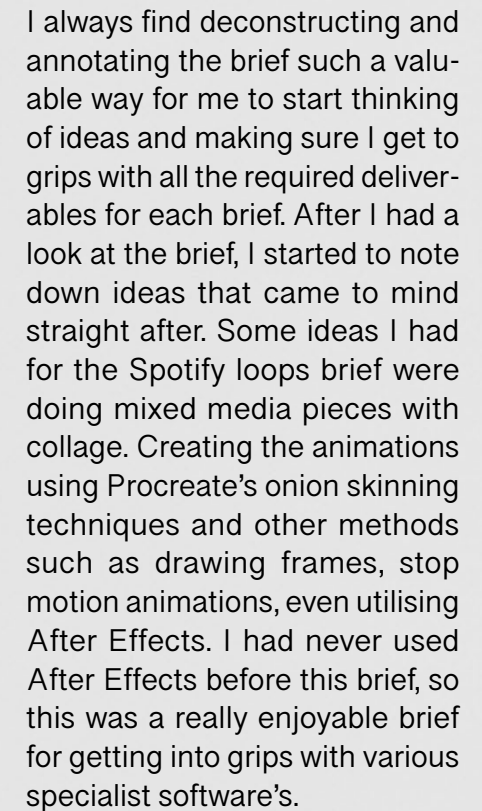 I always find deconstructing and
annotating the brief such a valu-
able way for me to start thinking
of ideas and making sure I get to
grips with all the required deliver-
ables for each brief. After I had a
look at the brief, I started to note
down ideas that came to mind
straight after. Some ideas I had
for the Spotify loops brief were
doing mixed media pieces with
collage. Creating the animations
using Procreate’s onion skinning
techniques and other methods
such as drawing frames, stop
motion animations, even utilising
After Effects. I had never used
After Effects before this brief, so
this was a really enjoyable brief
for getting into grips with various
specialist software’s.